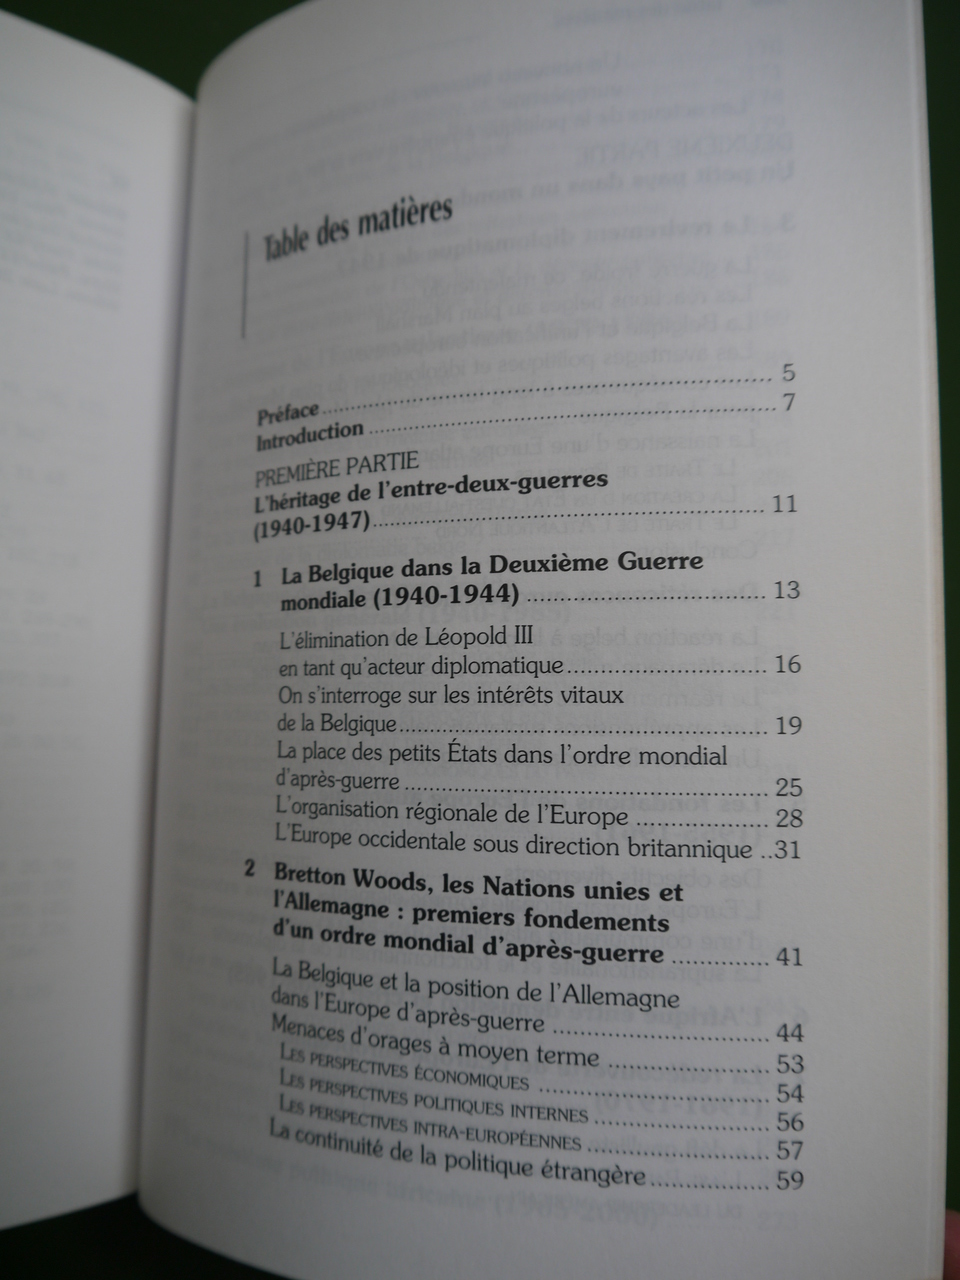 Table des matières
Préface........ 5
Introduction ........ 7
PREMIÈRE PARTIE
L'héritage de l'entre-deux-guerres
(1940-1947)........ 11
1 La Belgique dans la Deuxième Guerre
mondiale (1940-1944) ........ 13
L'élimination de Léopold III
en tant qu'acteur diplomatique........ 16
On s'interroge sur les intérêts vitaux
de la Belgique........ 19
La place des petits États dans l'ordre mondial
d'après-guerre ........ 25
L'organisation régionale de l'Europe ........ 28
L'Europe occidentale sous direction britannique ..31
2 Bretton Woods, les Nations unies et
l'Allemagne : premiers fondements
d'un ordre mondial d'après-guerre ........ 41
La Belgique et la position de l'Allemagne
dans l'Europe d'après-guerre ........ 44
Menaces d'orages à moyen terme ........ 53
LES PERSPECTIVES ÉCONOMIQUES ........ 54
LES PERSPECTIVES POLITIQUES INTERNES ........ 56
LES PERSPECTIVES INTRA-EUROPÉENNES ........ 57
La continuité de la politique étrangère........ 59